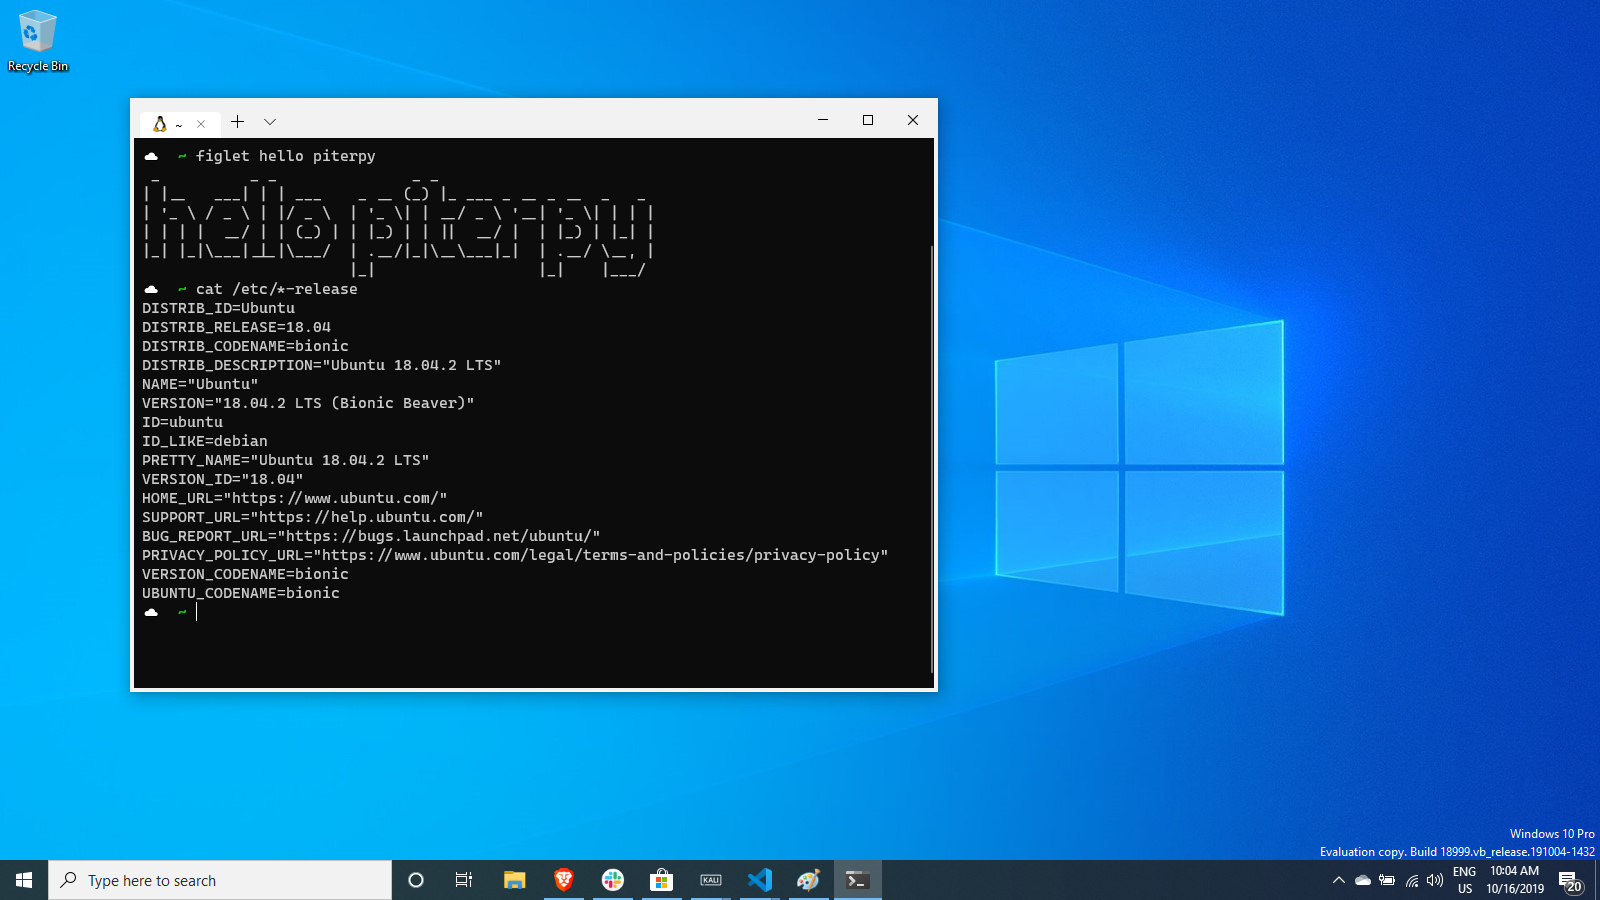 Recycle Bin
~
~ figlet hello piterpy
hello piterpy
~ cat /etc/*-release
DISTRIB_ID=Ubuntu
DISTRIB_RELEASE=18.04
DISTRIB_CODENAME=bionic
DISTRIB_DESCRIPTION="Ubuntu 18.04.2 LTS"
NAME="Ubuntu"
VERSION="18.04.2 LTS (Bionic Beaver)"
ID=ubuntu
ID_LIKE=debian
PRETTY_NAME="Ubuntu 18.04.2 LTS"
VERSION_ID="18.04"
HOME_URL="https://www.ubuntu.com/"
SUPPORT_URL="https://help.ubuntu.com/"
BUG_REPORT_URL="https://bugs.launchpad.net/ubuntu/"
PRIVACY_POLICY_URL="https://www.ubuntu.com/legal/terms-and-policies/privacy-policy"
VERSION_CODENAME=bionic
UBUNTU_CODENAME=bionic
~
Windows 10 Pro
Evaluation copy. Build 18999.vb_release.191004-1432
Type here to search
KALI
ENG
US
10:04 AM
10/16/2019
20